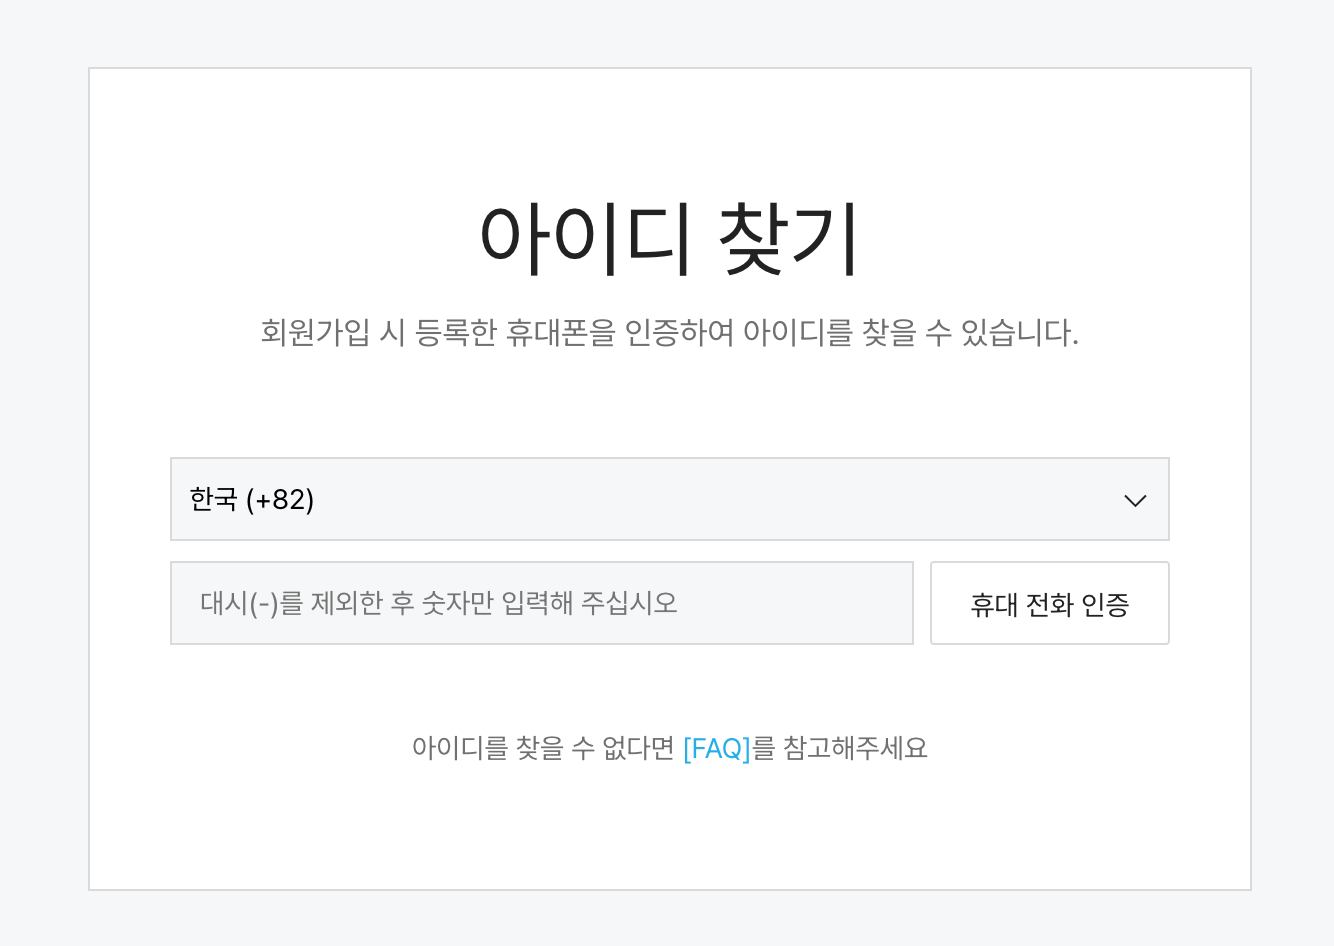 아이디 찾기
회원가입 시 등록한 휴대폰을 인증하여 아이디를 찾을 수 있습니다.
한국 (+82)
대시(-)를 제외한 후 숫자만 입력해 주십시오
휴대 전화 인증
아이디를 찾을 수 없다면 [FAQ]를 참고해주세요